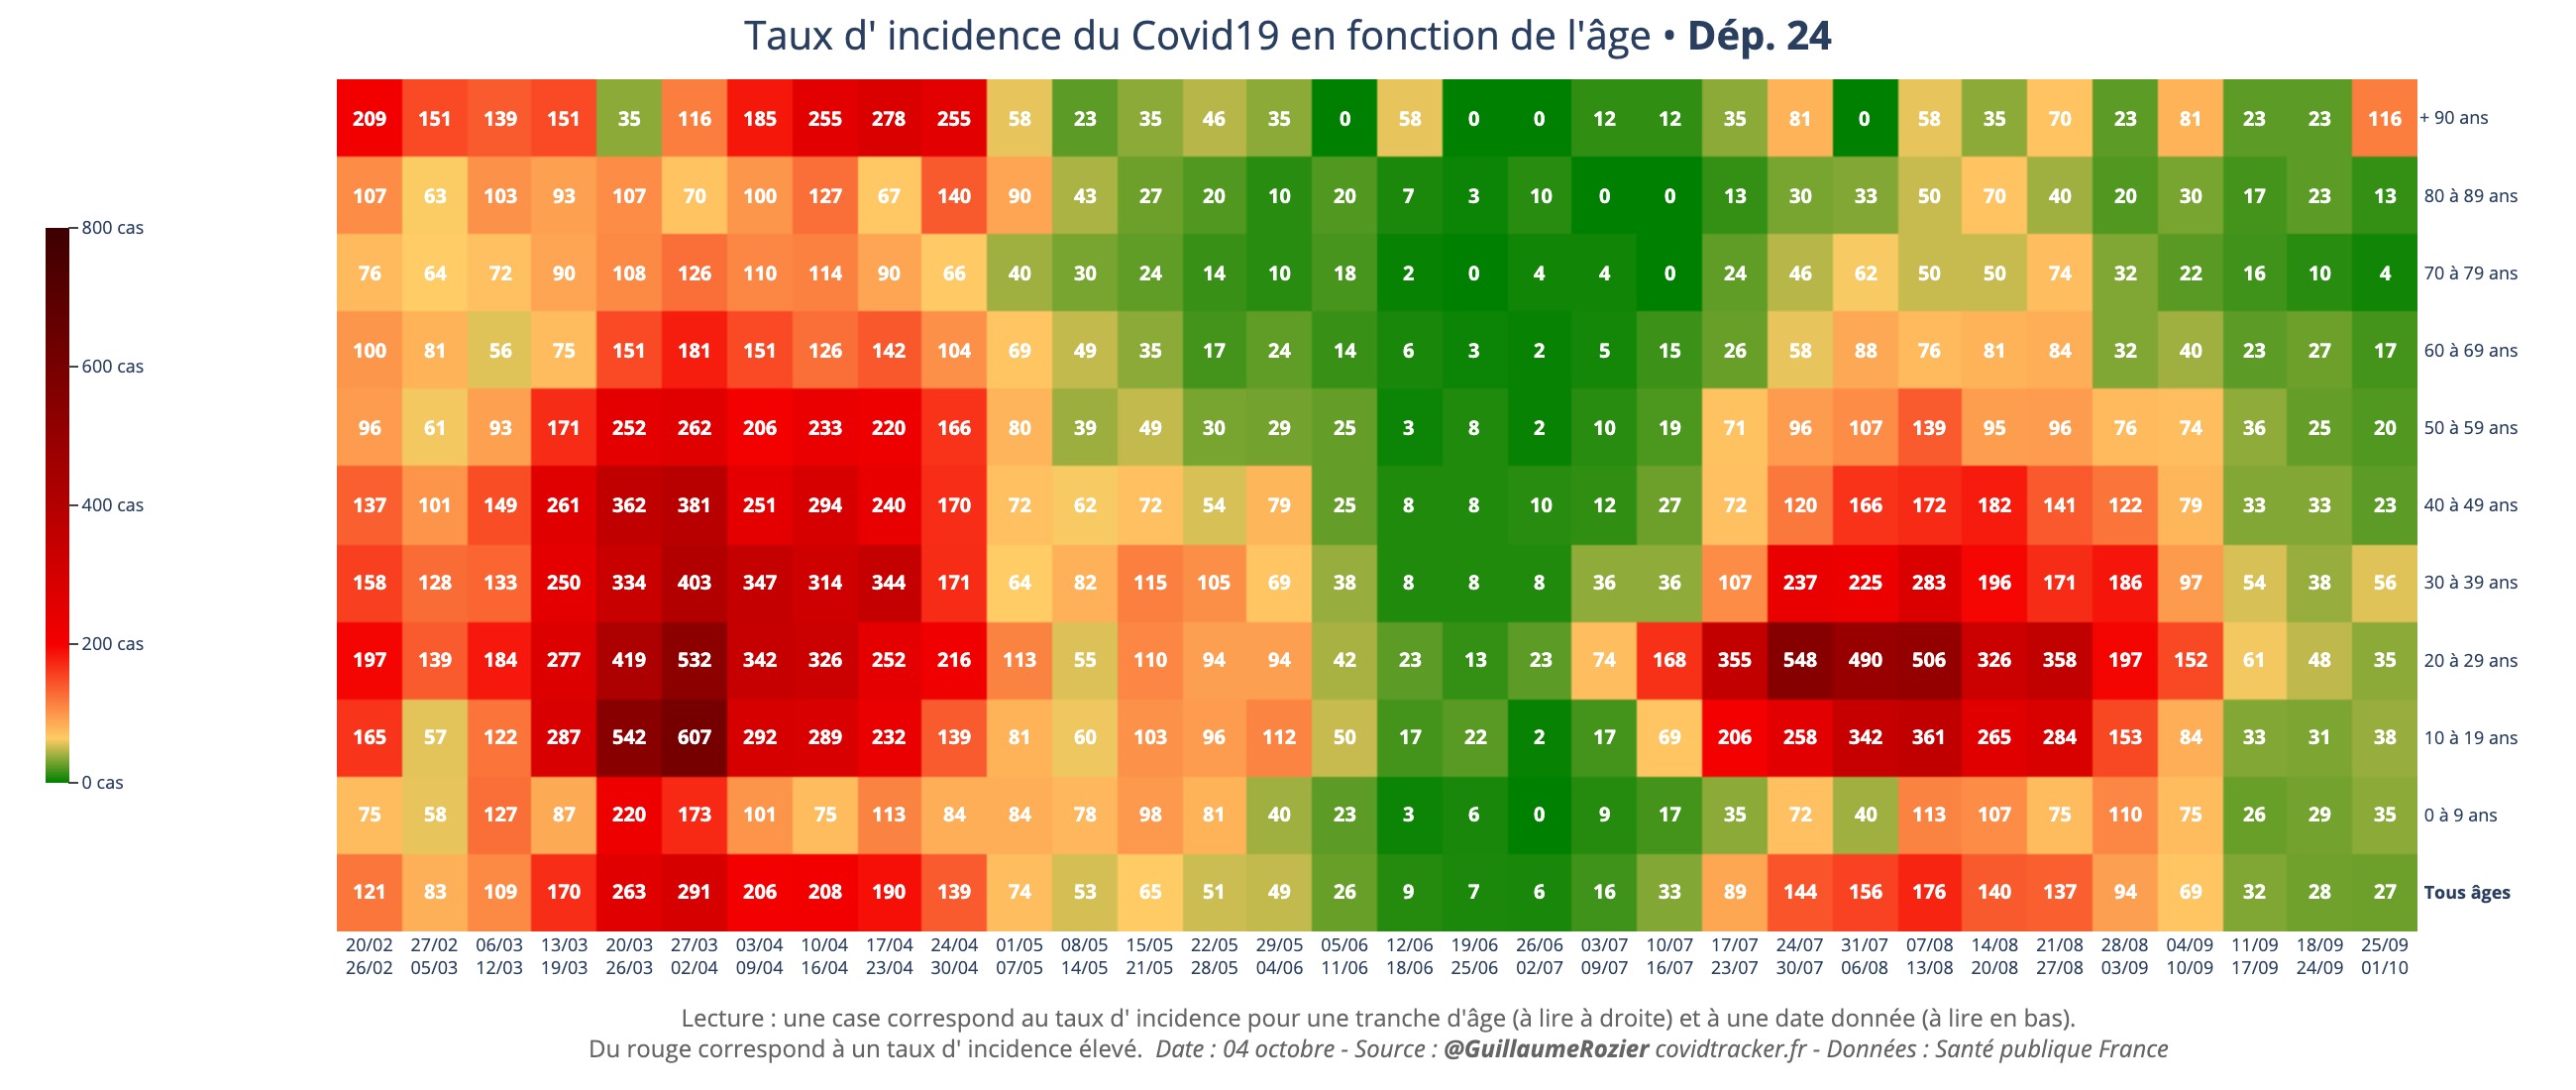 Taux d' incidence du Covid19 en fonction de l'âge • Dép. 24
800 cas
600 cas
400 cas
200 cas
0 cas
209 151 139 151 35 116 185 255 278 255 58 23 35 46 35 0 58 0 0 12 12 35 81 0 58 35 70 23 81 23 23 116 + 90 ans
107 63 103 93 107 70 100 127 67 140 90 43 27 20 10 20 7 3 10 0 0 13 30 33 50 70 40 20 30 17 23 13 80 à 89 ans
76 64 72 90 108 126 110 114 90 66 40 30 24 14 10 18 2 0 4 4 0 24 46 62 50 50 74 32 22 16 10 4 70 à 79 ans
100 81 56 75 151 181 151 126 142 104 69 49 35 17 24 14 6 3 2 5 15 26 58 88 76 81 84 32 40 23 27 17 60 à 69 ans
96 61 93 171 252 262 206 233 220 166 80 39 49 30 29 25 3 8 2 10 19 71 96 107 139 95 96 76 74 36 25 20 50 à 59 ans
137 101 149 261 362 381 251 294 240 170 72 62 72 54 79 25 8 8 10 12 27 72 120 166 172 182 141 122 79 33 33 23 40 à 49 ans
158 128 133 250 334 403 347 314 344 171 64 82 115 105 69 38 8 8 8 36 36 107 237 225 283 196 171 186 97 54 38 56 30 à 39 ans
197 139 184 277 419 532 342 326 252 216 113 55 110 94 94 42 23 13 23 74 168 355 548 490 506 326 358 197 152 61 48 35 20 à 29 ans
165 57 122 287 542 607 292 289 232 139 81 60 103 96 112 50 17 22 2 17 69 206 258 342 361 265 284 153 84 33 31 38 10 à 19 ans
75 58 127 87 220 173 101 75 113 84 84 78 98 81 40 23 3 6 0 9 17 35 72 40 113 107 75 110 75 26 29 35 0 à 9 ans
121 83 109 170 263 291 206 208 190 139 74 53 65 51 49 26 9 7 6 16 33 89 144 156 176 140 137 94 69 32 28 27 Tous âges
20/02 27/02 06/03 13/03 20/03 27/03 03/04 10/04 17/04 24/04 01/05 08/05 15/05 22/05 29/05 05/06 12/06 19/06 26/06 03/07 10/07 17/07 24/07 31/07 07/08 14/08 21/08 28/08 04/09 11/09 18/09 25/09
26/02 05/03 12/03 19/03 26/03 02/04 09/04 16/04 23/04 30/04 07/05 14/05 21/05 28/05 04/06 11/06 18/06 25/06 02/07 09/07 16/07 23/07 30/07 06/08 13/08 20/08 27/08 03/09 10/09 17/09 24/09 01/10
Lecture : une case correspond au taux d' incidence pour une tranche d'âge (à lire à droite) et à une date donnée (à lire en bas).
Du rouge correspond à un taux d' incidence élevé. Date : 04 octobre - Source : @GuillaumeRozier covidtracker.fr - Données : Santé publique France